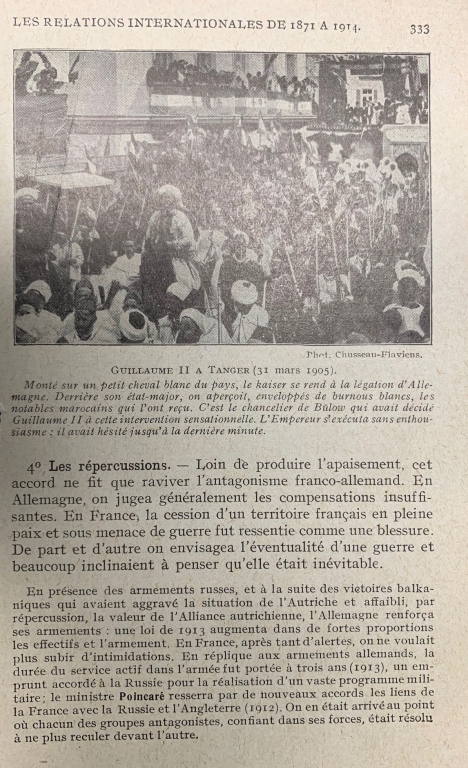 LES RELATIONS INTERNATIONALES DE 1871 A 1914.
333
Phot. Chusseau-Flaviens.
GUILLAUME II A TANGER (31 mars 1905).
Monté sur un petit cheval blanc du pays, le kaiser se rend à la légation d'Alle-
magne. Derrière son état-major, on aperçoit, enveloppés de burnous blancs, les
notables marocains qui l'ont reçu. C'est le chancelier de Bülow qui avait décidé
Guillaume II à cette intervention sensationnelle. L'Empereur s'exécuta sans enthou-
siasme : il avait hésité jusqu'à la dernière minute.
4° Les répercussions. — Loin de produire l'apaisement, cet
accord ne fit que raviver l'antagonisme franco-allemand. En
Allemagne, on jugea généralement les compensations insuffi-
santes. En France, la cession d'un territoire français en pleine
paix et sous menace de guerre fut ressentie comme une blessure.
De part et d'autre on envisagea l'éventualité d'une guerre et
beaucoup inclinaient à penser qu'elle était inévitable.
En présence des armements russes, et à la suite des victoires balka-
niques qui avaient aggravé la situation de l'Autriche et affaibli, par
répercussion, la valeur de l'Alliance autrichienne, l'Allemagne renforça
ses armements : une loi de 1913 augmenta dans de fortes proportions
les effectifs et l'armement. En France, après tant d'alertes, on ne voulait
plus subir d'intimidations. En réplique aux armements allemands, la
durée du service actif dans l'armée fut portée à trois ans (1913), un em-
prunt accordé à la Russie pour la réalisation d'un vaste programme mili-
taire; le ministre Poincaré resserra par de nouveaux accords les liens de
la France avec la Russie et l'Angleterre (1912). On en était arrivé au point
où chacun des groupes antagonistes, confiant dans ses forces, était résolu
à ne plus reculer devant l'autre.